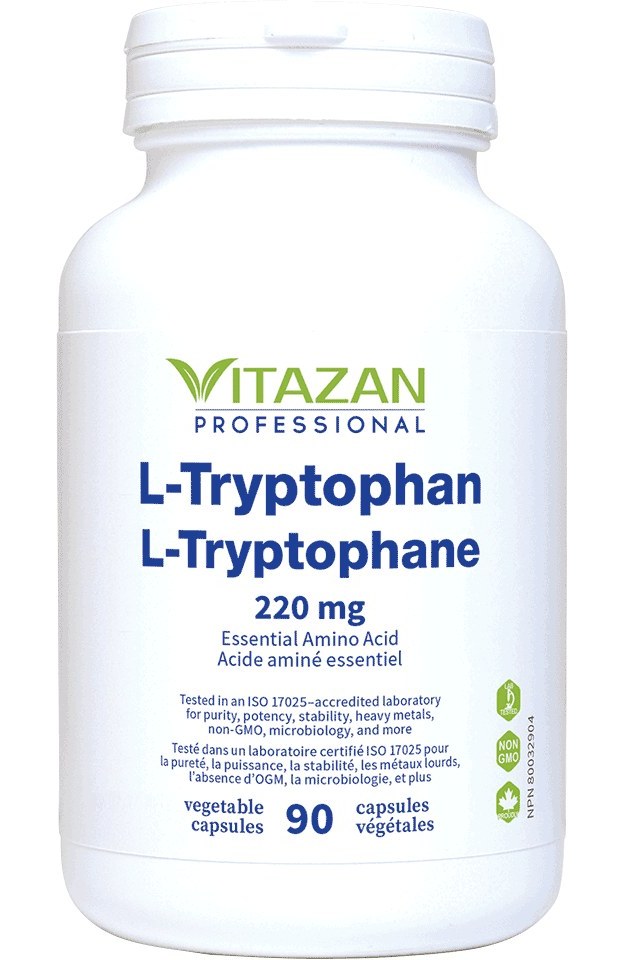 VITAZAN
PROFESSIONAL
L-Tryptophan
L-Tryptophane
220 mg
Essential Amino Acid
Acide aminé essentiel
Tested in an ISO 17025–accredited laboratory
for purity, potency, stability, heavy metals,
non-GMO, microbiology, and more
Testé dans un laboratoire certifié ISO 17025 pour
la pureté, la puissance, la stabilité, les métaux lourds,
l’absence d’OGM, la microbiologie, et plus
vegetable
capsules
90
capsules
végétales
LAB
TESTED
NON
GMO
PROUDLY
NPN 80032904